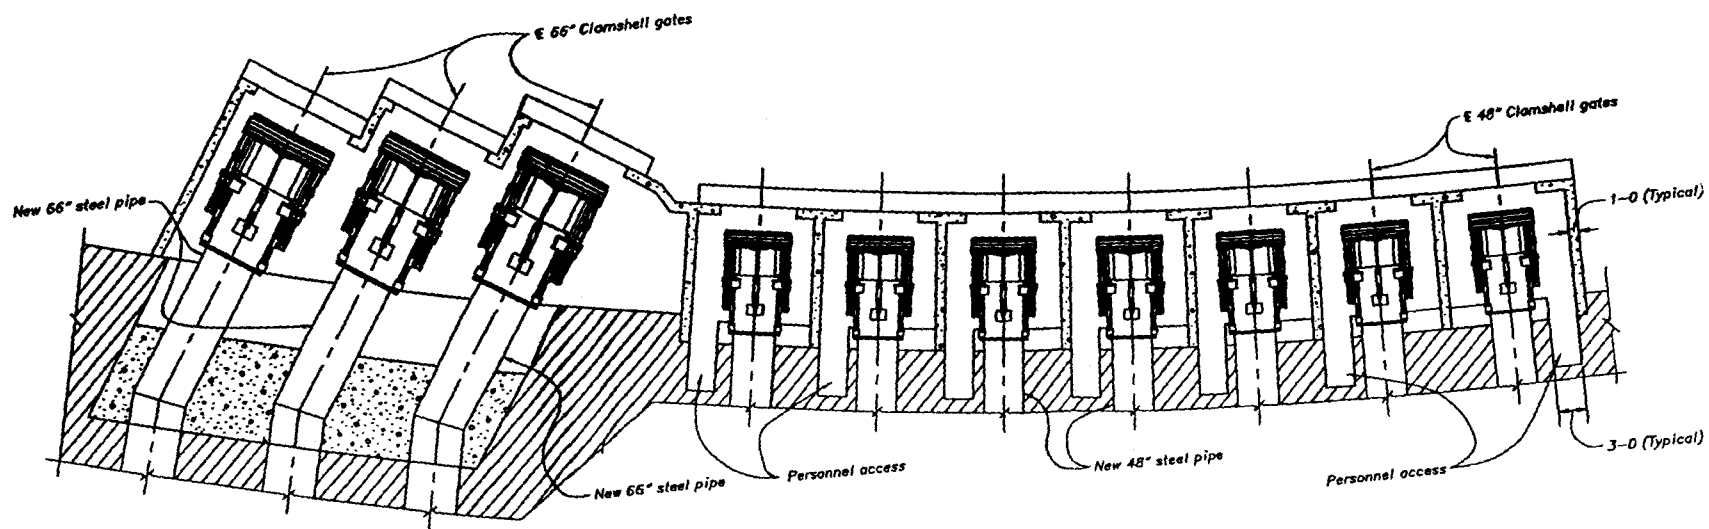 ℄ 66" Clamshell gates
℄ 48" Clamshell gates
New 66" steel pipe
1-0 (Typical)
3-0 (Typical)
Personnel access
New 48" steel pipe
Personnel access
New 66" steel pipe